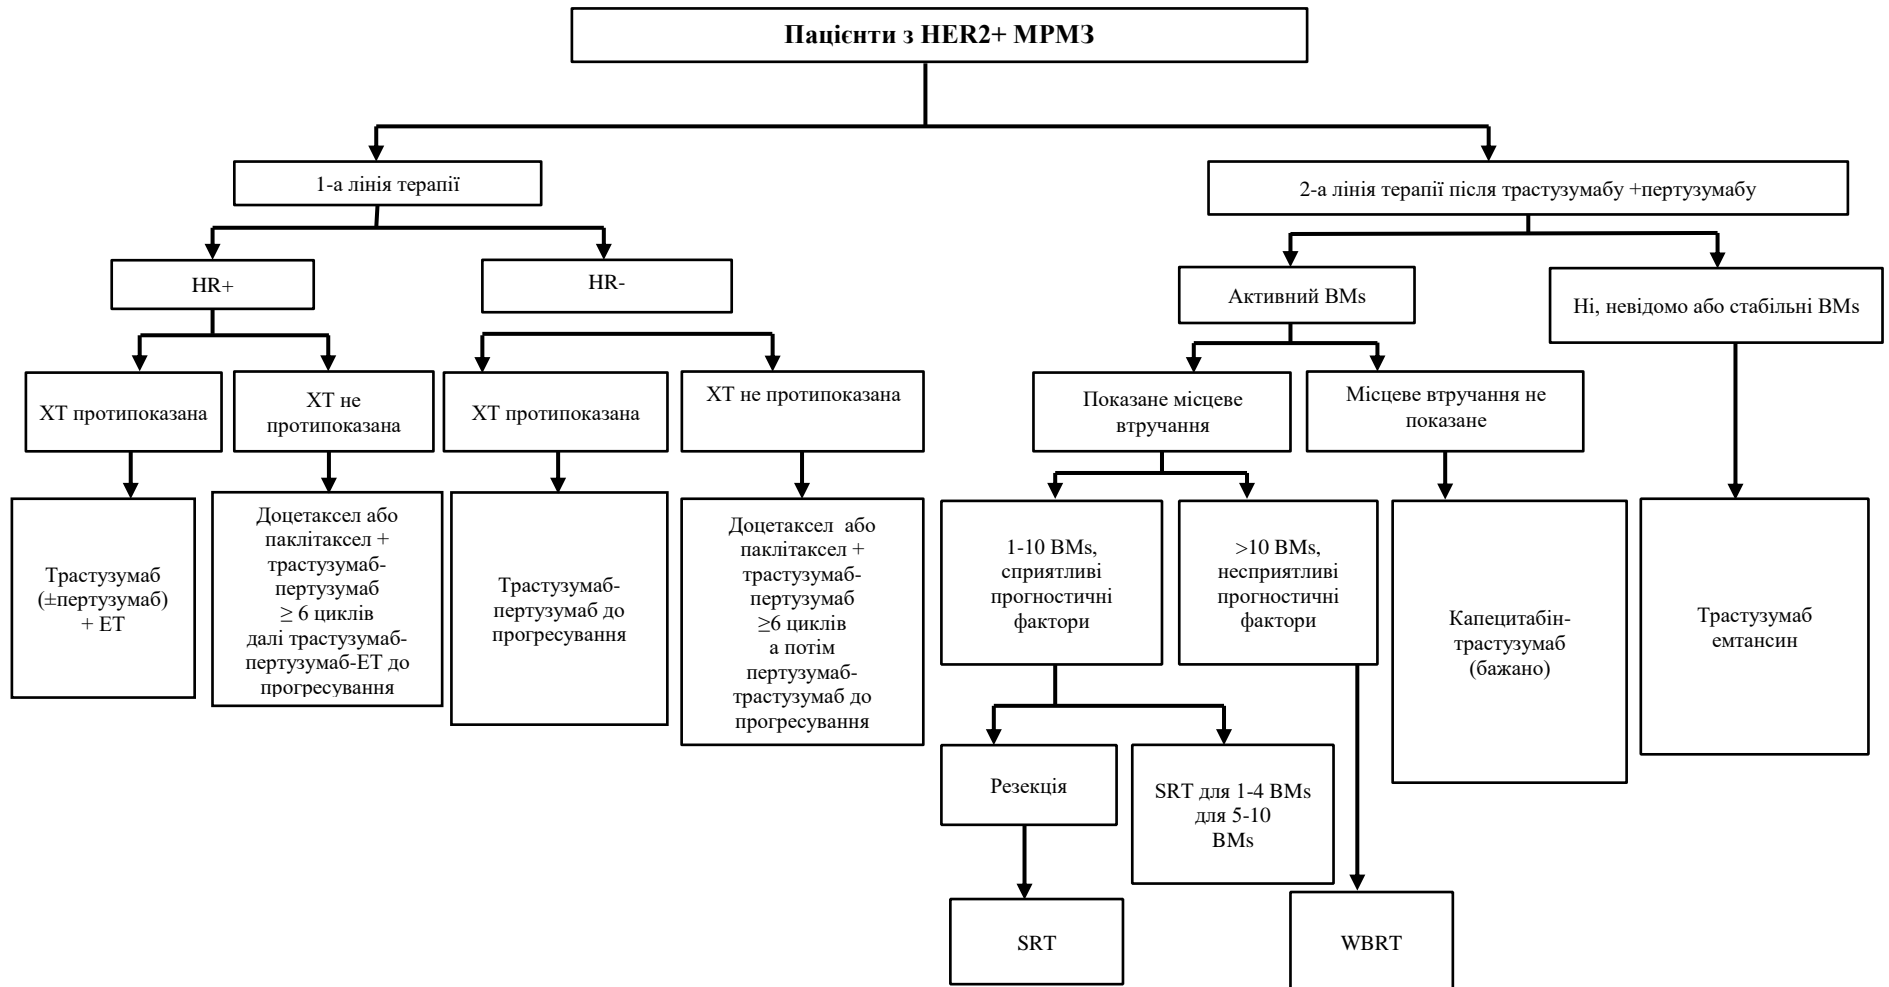 Пацієнти з HER2+ МРМЗ
1-а лінія терапії
2-а лінія терапії після трастузумабу +пертузумабу
HR+
HR-
Активний BMs
Ні, невідомо або стабільні BMs
ХТ протипоказана
ХТ не
протипоказана
ХТ протипоказана
ХТ не протипоказана
Показане місцеве
втручання
Місцеве втручання не
показане
Трастузумаб
(±пертузумаб)
+ ЕТ
Доцетаксел або
паклітаксел +
трастузумаб-
пертузумаб
≥ 6 циклів
далі трастузумаб-
пертузумаб-ЕТ до
прогресування
Трастузумаб-
пертузумаб до
прогресування
Доцетаксел або
паклітаксел +
трастузумаб-
пертузумаб
≥6 циклів
а потім
пертузумаб-
трастузумаб до
прогресування
1-10 BMs,
сприятливі
прогностичні
фактори
>10 BMs,
несприятливі
прогностичні
фактори
Капецитабін-
трастузумаб
(бажано)
Трастузумаб
емтансин
Резекція
SRT для 1-4 BMs
для 5-10
BMs
SRT
WBRT